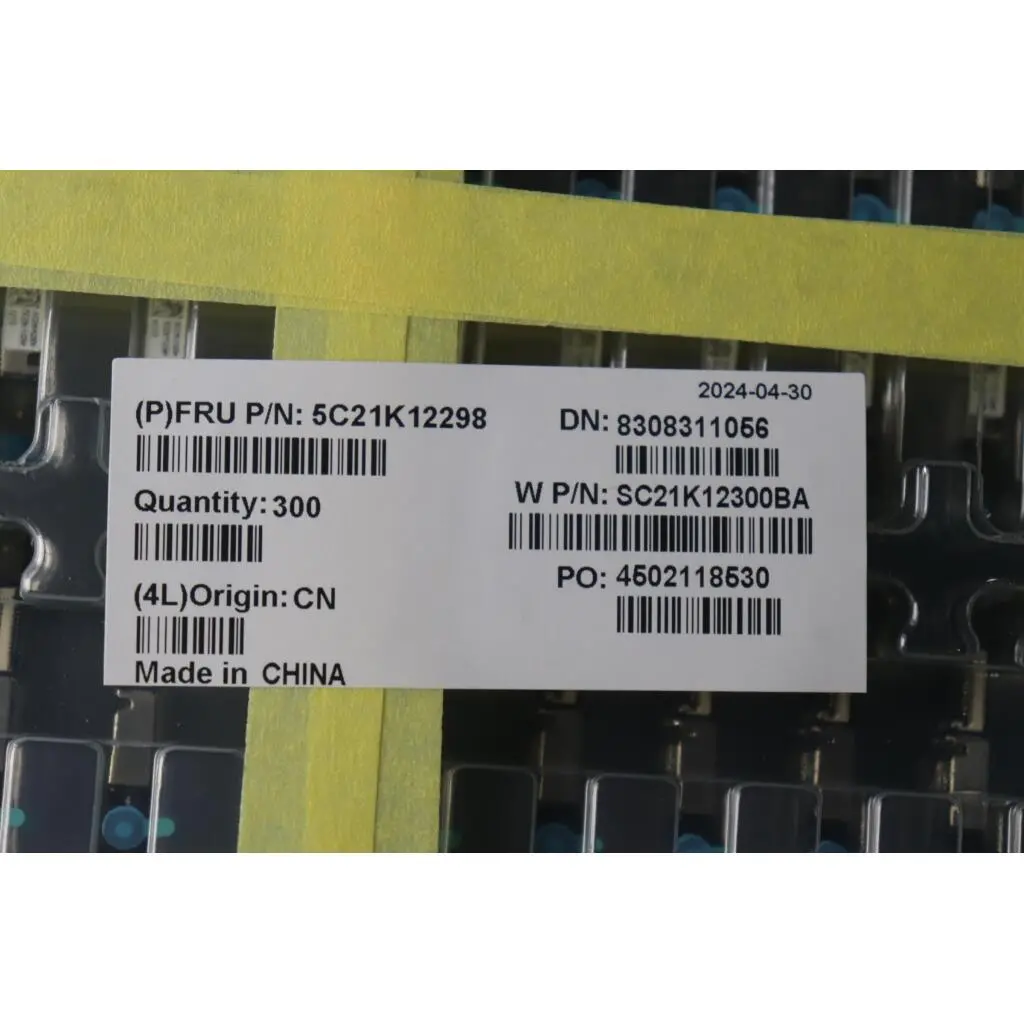 2024-04-30
(P)FRU P/N: 5C21K12298
DN: 8308311056
Quantity: 300
W P/N: SC21K12300BA
(4L)Origin: CN
PO: 4502118530
Made in CHINA